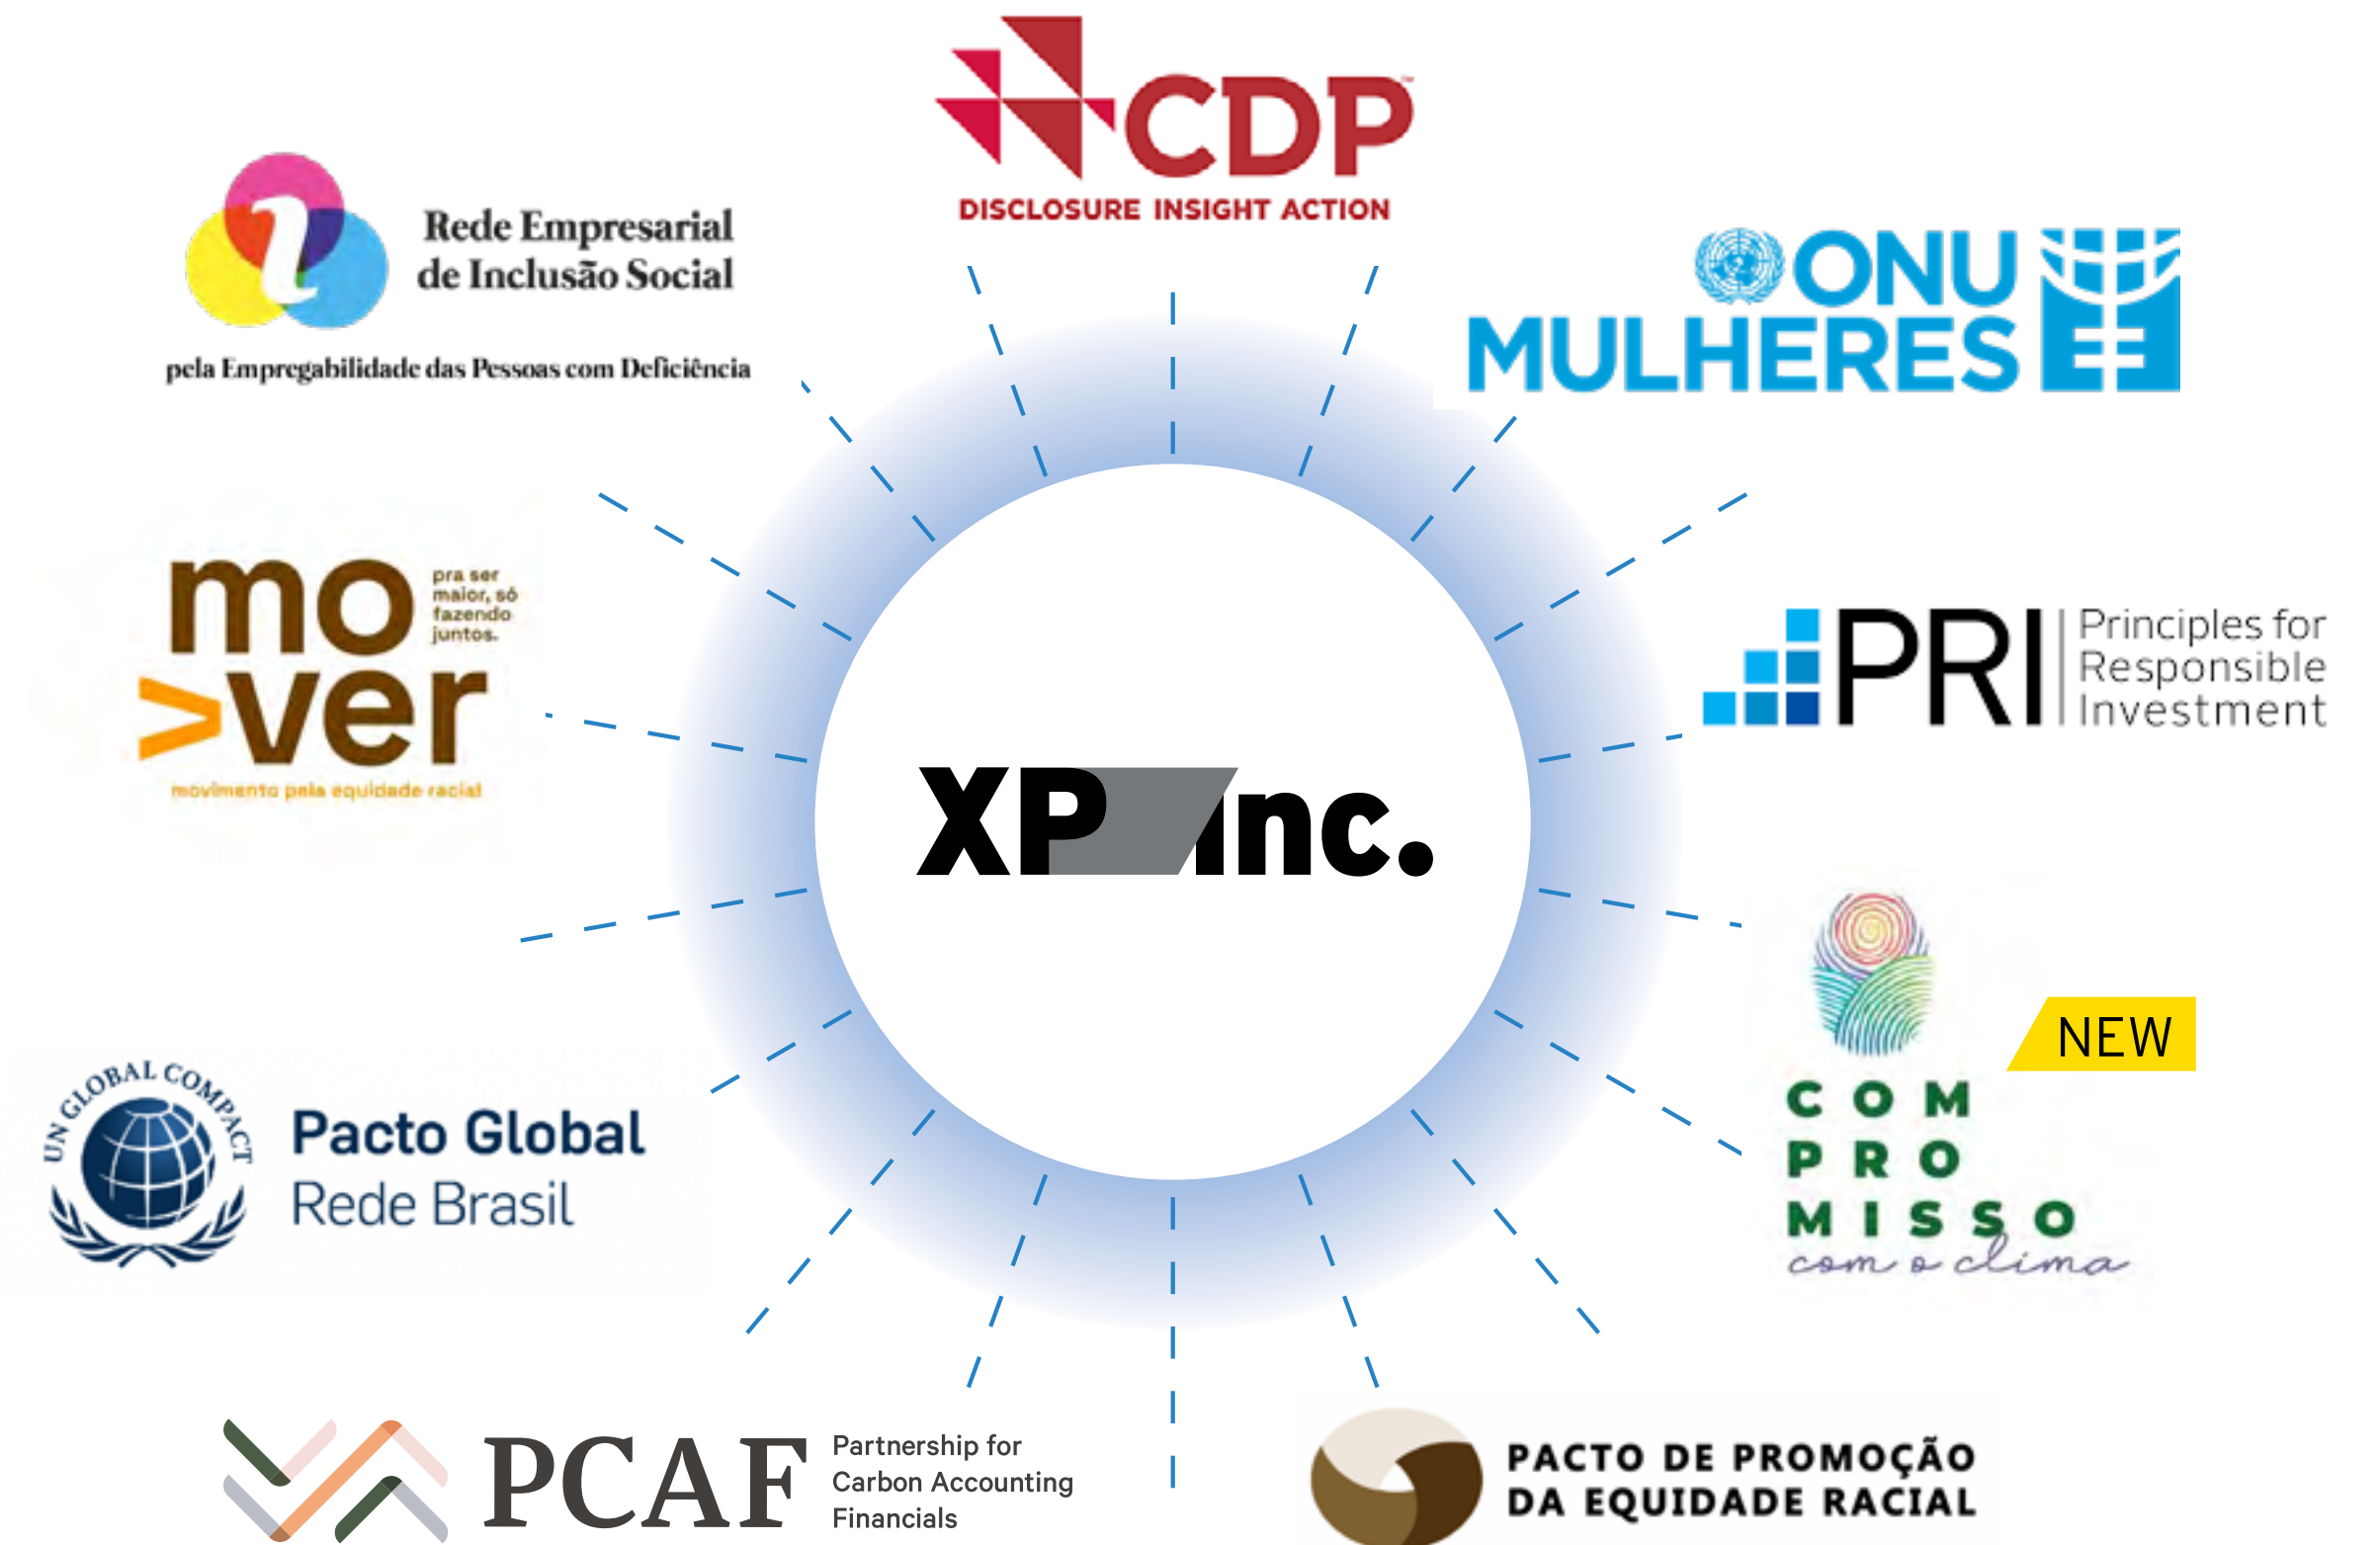 CDP™
DISCLOSURE INSIGHT ACTION
Rede Empresarial
de Inclusão Social
pela Empregabilidade das Pessoas com Deficiência
ONU
MULHERES
mo
>ver
pra ser
maior, só
fazendo
juntos.
movimento pela equidade racial
PRI
Principles for
Responsible
Investment
XP inc.
NEW
COM
PRO
MISSO
com o clima
UN GLOBAL COMPACT
Pacto Global
Rede Brasil
PCAF
Partnership for
Carbon Accounting
Financials
PACTO DE PROMOÇÃO
DA EQUIDADE RACIAL